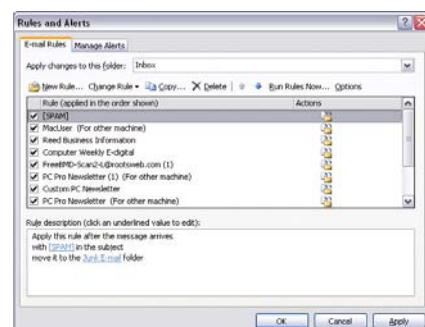 Rules and Alerts
E-mail Rules Manage Alerts
Apply changes to this folder: Inbox
New Rule... Change Rule Copy... Delete Run Rules Now... Options
Rule (applied in the order shown) Actions
[SPAM]
MacUser (For other machine)
Reed Business Information
Computer Weekly E-digital
FreeBMD-Scan2-L@rootsweb.com (1)
PC Pro Newsletter (1) (For other machine)
Custom PC Newsletter
PC Pro Newsletter (For other machine)
Rule description (click an underlined value to edit):
Apply this rule after the message arrives
with [SPAM] in the subject
move it to the Junk E-mail folder
OK Cancel Apply